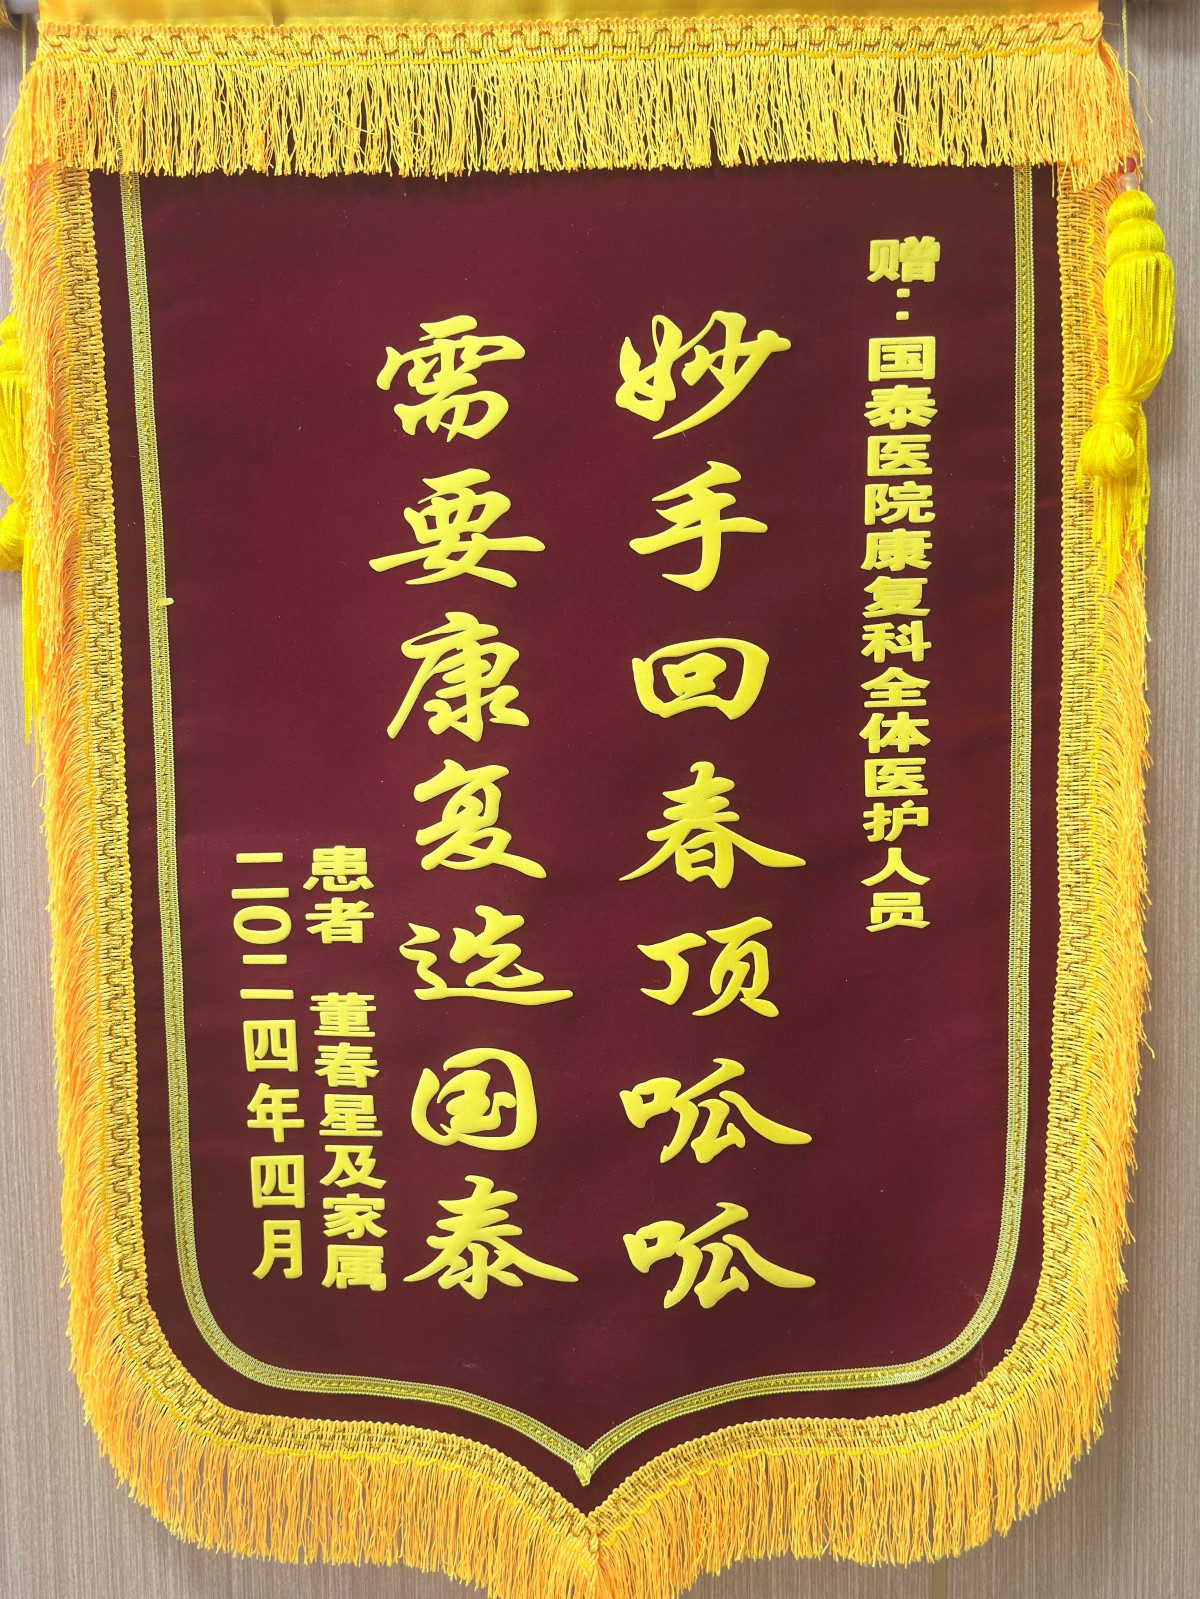 赠：国泰医院康复科全体医护人员
妙手回春顶呱呱
需要康复选国泰
患者 董春星及家属
二〇二四年四月